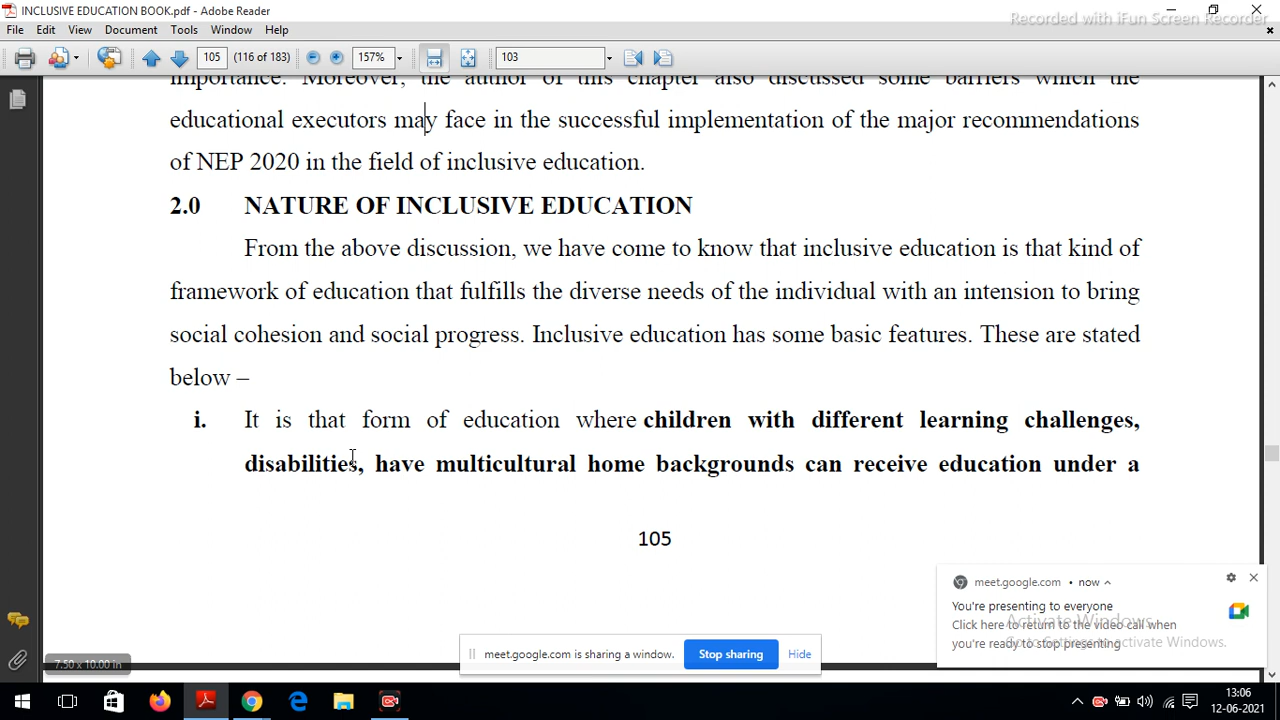 INCLUSIVE EDUCATION BOOK.pdf - Adobe Reader
Recorded with iFun Screen Recorder
File Edit View Document Tools Window Help
105 (116 of 183) 157% 103
importance. Moreover, the author of this chapter also discussed some barriers which the
educational executors may face in the successful implementation of the major recommendations
of NEP 2020 in the field of inclusive education.
2.0 NATURE OF INCLUSIVE EDUCATION
From the above discussion, we have come to know that inclusive education is that kind of
framework of education that fulfills the diverse needs of the individual with an intension to bring
social cohesion and social progress. Inclusive education has some basic features. These are stated
below –
i. It is that form of education where children with different learning challenges,
disabilities, have multicultural home backgrounds can receive education under a
105
meet.google.com • now
You're presenting to everyone
Click here to return to the video call when
you're ready to stop presenting
Activate Windows
Go to Settings to activate Windows.
meet.google.com is sharing a window. Stop sharing Hide
7.50 x 10.00 in
13:06
12-06-2021